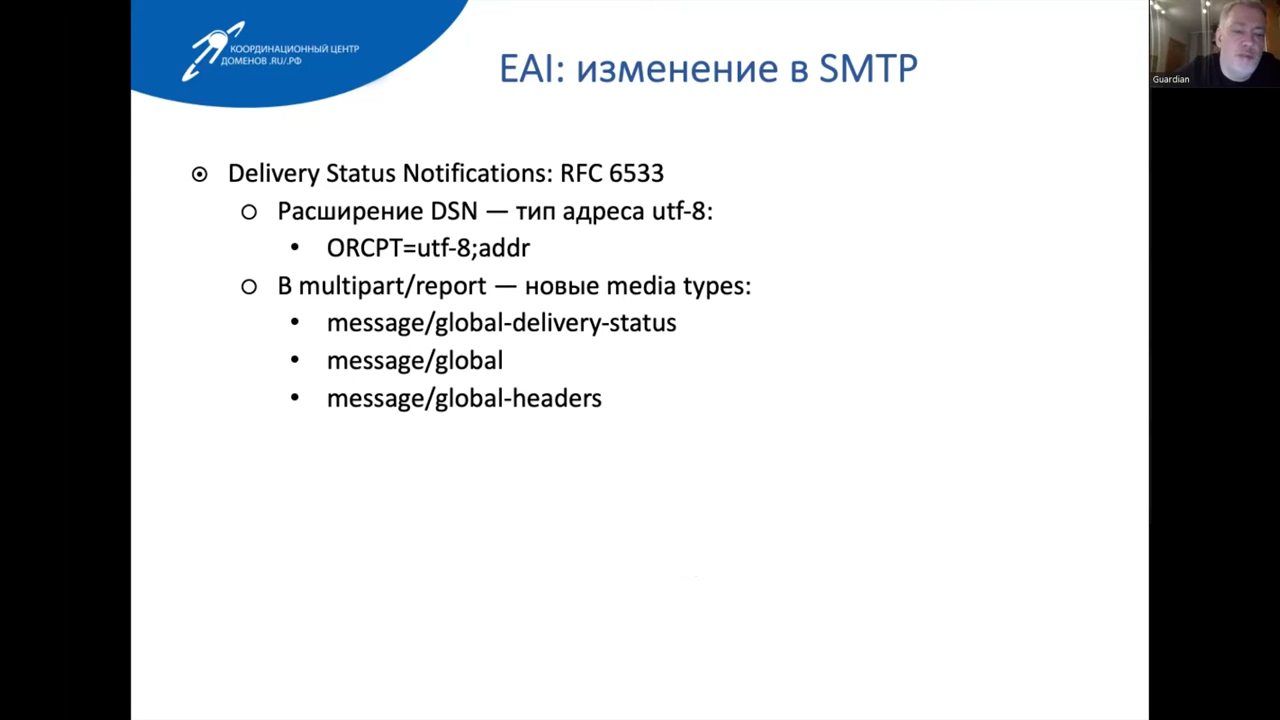 КООРДИНАЦИОННЫЙ ЦЕНТР
ДОМЕНОВ .RU/.РФ
EAI: изменение в SMTP
Guardian
Delivery Status Notifications: RFC 6533
Расширение DSN — тип адреса utf-8:
ORCPT=utf-8;addr
В multipart/report — новые media types:
message/global-delivery-status
message/global
message/global-headers